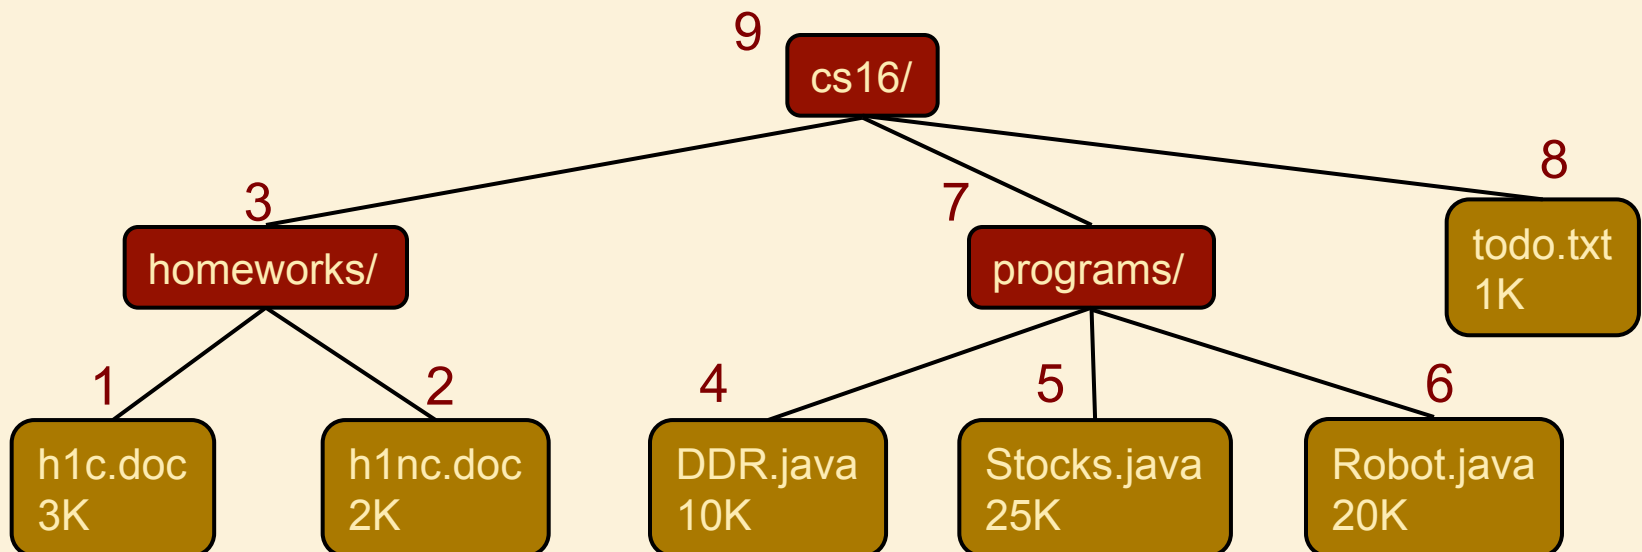 9
cs16/
8
3
7
homeworks/
programs/
todo.txt
1K
1
2
4
5
6
h1c.doc
3K
h1nc.doc
2K
DDR.java
10K
Stocks.java
25K
Robot.java
20K